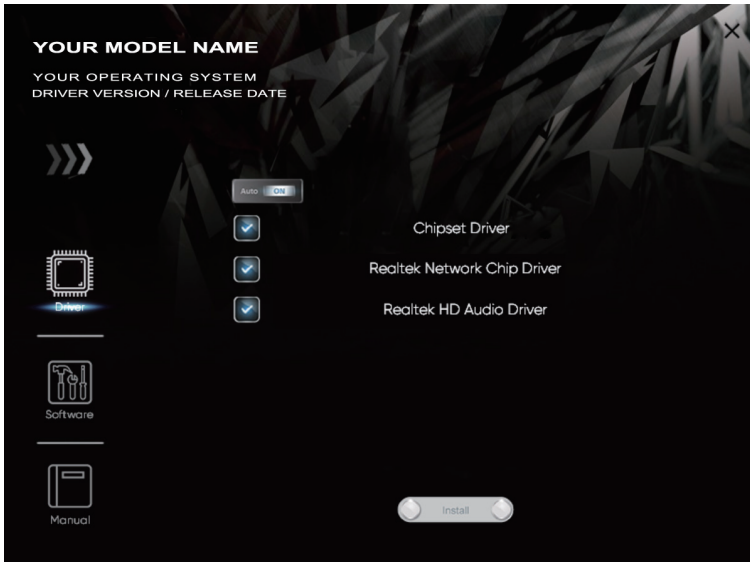 YOUR MODEL NAME
YOUR OPERATING SYSTEM
DRIVER VERSION / RELEASE DATE
Auto ON
Chipset Driver
Realtek Network Chip Driver
Realtek HD Audio Driver
Driver
Software
Manual
Install